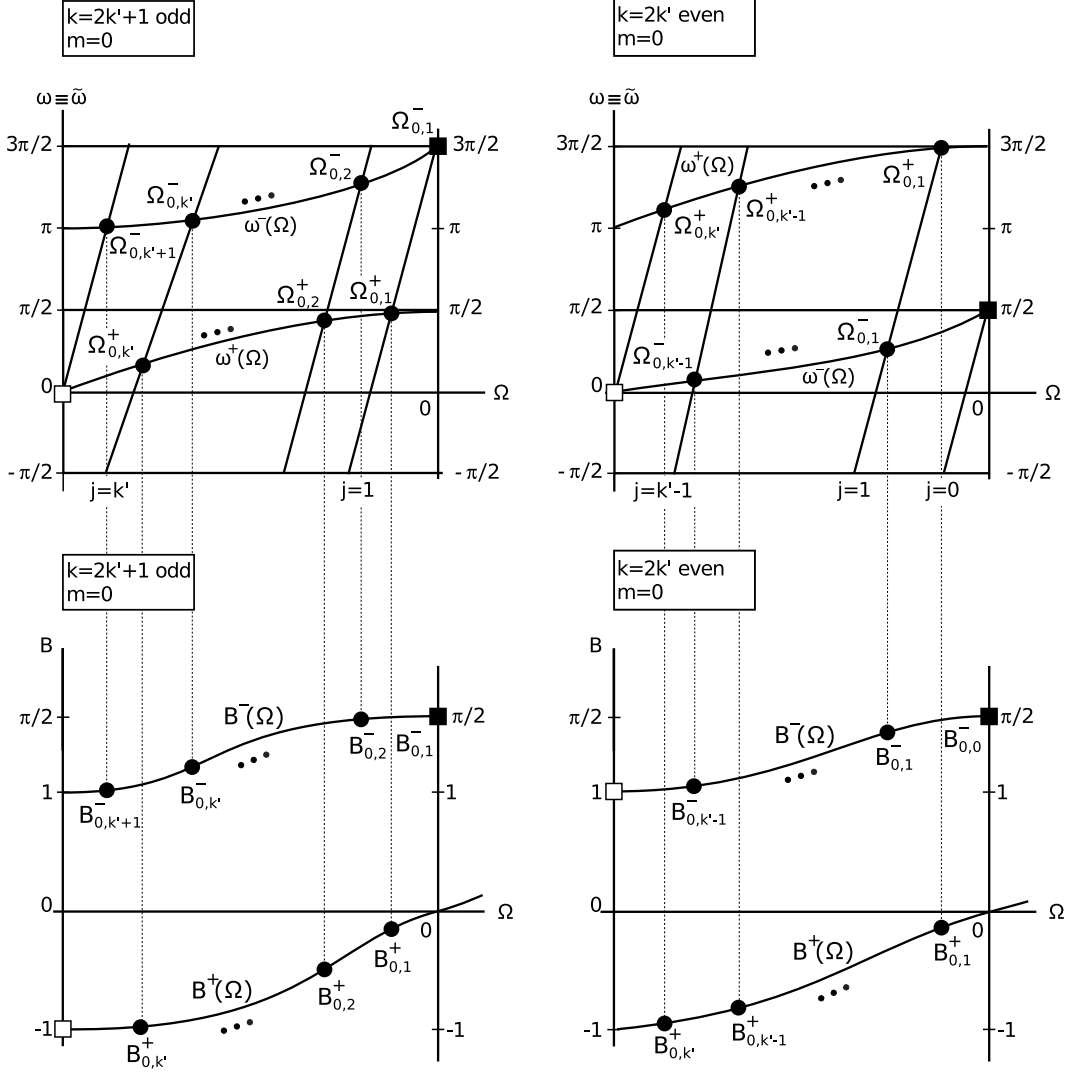 k=2k'+1 odd
m=0
k=2k' even
m=0
ω≡ω̃
3π/2
π
π/2
0
-π/2
Ω⁻₀,₁
Ω⁻₀,₂
Ω⁻₀,k'
Ω⁻₀,k'+1
ω⁻(Ω)
Ω⁺₀,₂
Ω⁺₀,₁
Ω⁺₀,k'
ω⁺(Ω)
3π/2
π
π/2
0
Ω
-π/2
j=k'
j=1
ω≡ω̃
3π/2
π
π/2
0
-π/2
ω⁺(Ω)
Ω⁺₀,₁
Ω⁺₀,k'
Ω⁺₀,k'-1
Ω⁻₀,₁
Ω⁻₀,k'-1
ω⁻(Ω)
3π/2
π
π/2
0
Ω
-π/2
j=k'-1
j=1
j=0
k=2k'+1 odd
m=0
k=2k' even
m=0
B
π/2
1
0
-1
B⁻(Ω)
B⁻₀,₂
B⁻₀,₁
B⁻₀,k'
B⁻₀,k'+1
π/2
1
Ω
0
B⁺₀,₁
B⁺₀,₂
B⁺(Ω)
B⁺₀,k'
-1
B
π/2
1
0
-1
B⁻(Ω)
B⁻₀,₀
B⁻₀,₁
B⁻₀,k'-1
π/2
1
Ω
0
B⁺₀,₁
B⁺(Ω)
B⁺₀,k'
B⁺₀,k'-1
-1